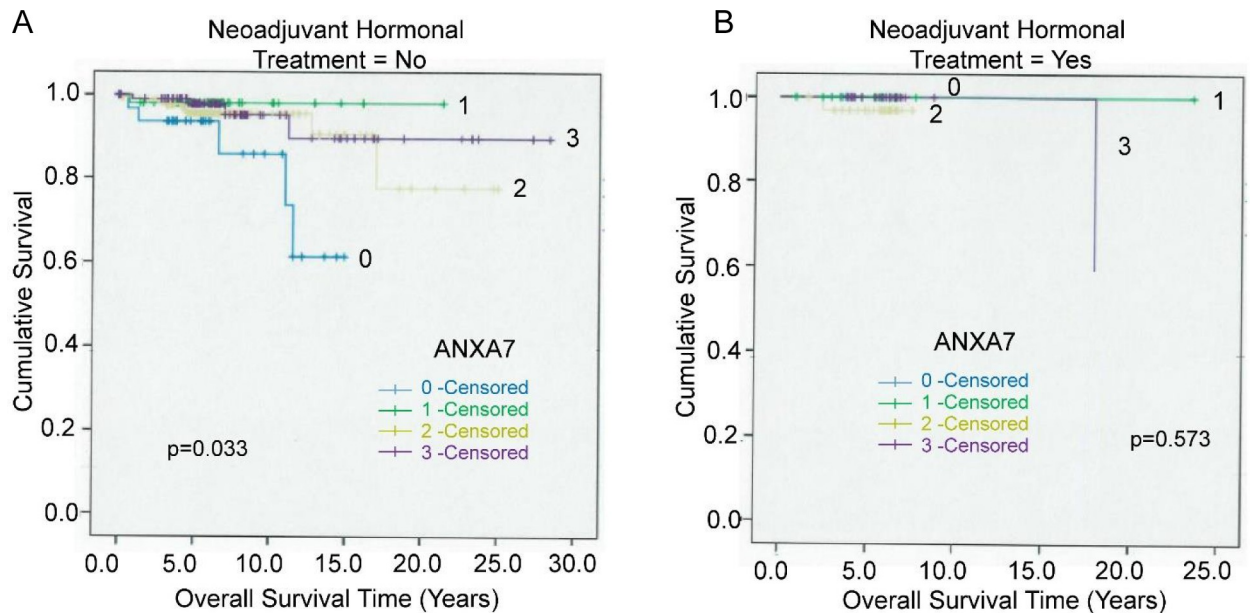 A
Neoadjuvant Hormonal
Treatment = No
Cumulative Survival
1.0
0.8
0.6
0.4
0.2
0.0
1
3
2
0
ANXA7
0 -Censored
1 -Censored
2 -Censored
3 -Censored
p=0.033
0.0 5.0 10.0 15.0 20.0 25.0 30.0
Overall Survival Time (Years)
B
Neoadjuvant Hormonal
Treatment = Yes
Cumulative Survival
1.0
0.8
0.6
0.4
0.2
0.0
0
1
2
3
ANXA7
0 -Censored
1 -Censored
2 -Censored
3 -Censored
p=0.573
0.0 5.0 10.0 15.0 20.0 25.0
Overall Survival Time (Years)